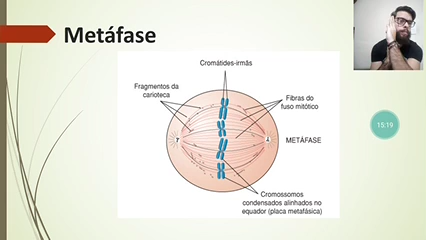 Metáfase
Cromátides-irmãs
Fragmentos da
carioteca
Fibras do
fuso mitótico
15:19
METÁFASE
Cromossomos
condensados alinhados no
equador (placa metafásica)